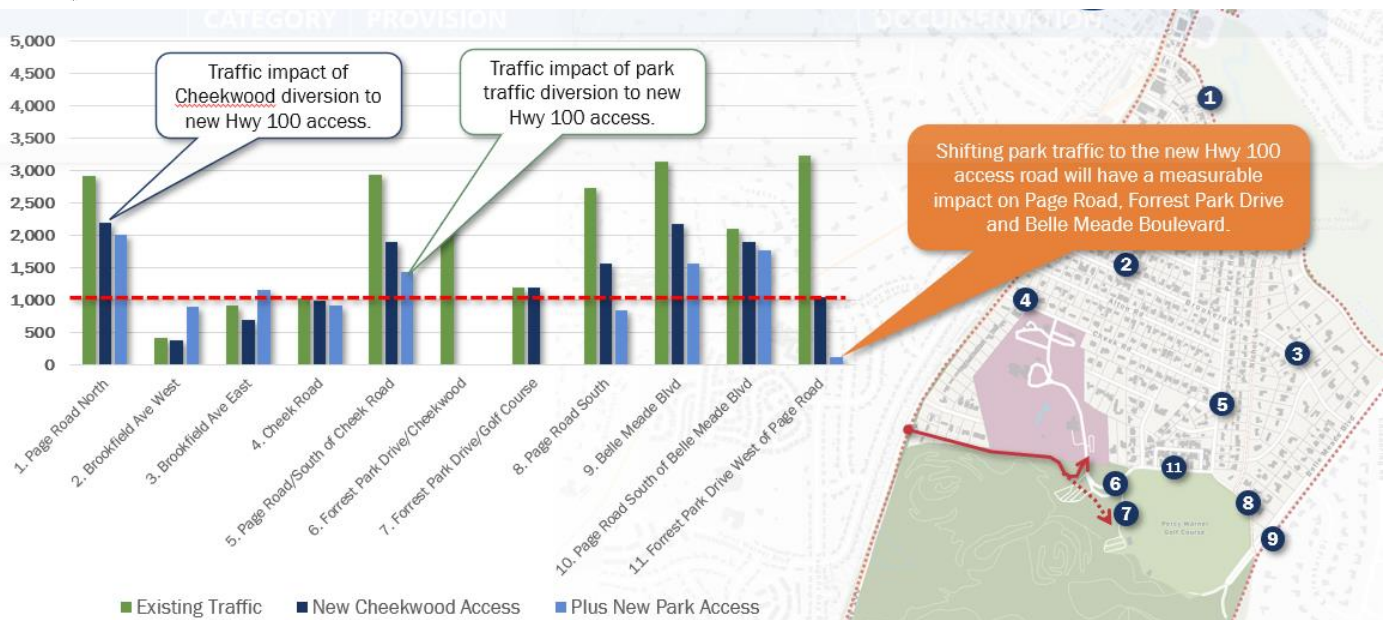 CATEGORY PROVISION DOCUMENTATION
5,000
4,500
4,000
3,500
3,000
2,500
2,000
1,500
1,000
500
0
Traffic impact of
Cheekwood diversion to
new Hwy 100 access.
Traffic impact of park
traffic diversion to new
Hwy 100 access.
Shifting park traffic to the new Hwy 100
access road will have a measurable
impact on Page Road, Forrest Park Drive
and Belle Meade Boulevard.
1. Page Road North
2. Brookfield Ave West
3. Brookfield Ave East
4. Cheek Road
5. Page Road/South of Cheek Road
6. Forrest Park Drive/Cheekwood
7. Forrest Park Drive/Golf Course
8. Page Road South
9. Belle Meade Blvd
10. Page Road South of Belle Meade Blvd
11. Forrest Park Drive West of Page Road
Existing Traffic New Cheekwood Access Plus New Park Access
1
2
4
3
5
11
6
8
7
9
Percy Warner
Golf Course